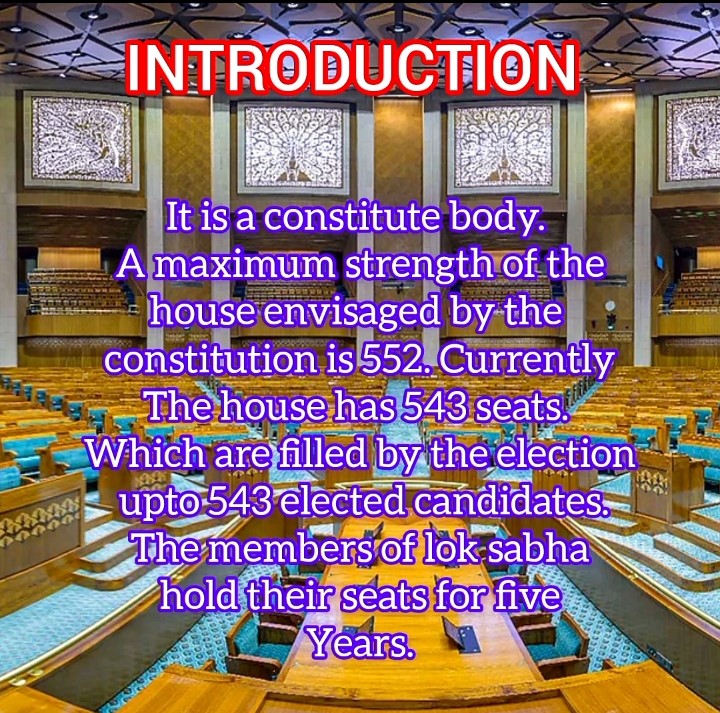 INTRODUCTION
It is a constitute body.
A maximum strength of the
house envisaged by the
constitution is 552. Currently
The house has 543 seats.
Which are filled by the election
upto 543 elected candidates.
The members of lok sabha
hold their seats for five
Years.